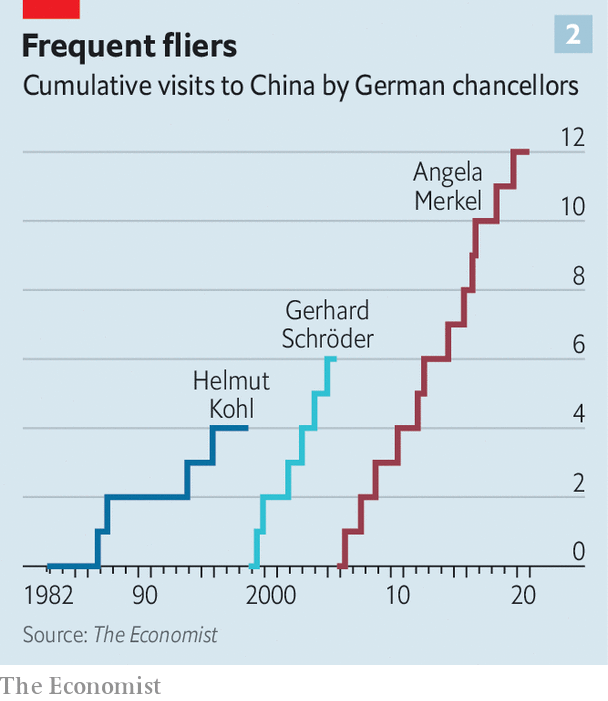 2
Frequent fliers
Cumulative visits to China by German chancellors
12
Angela
Merkel
10
8
Gerhard
Schröder
6
Helmut
Kohl
4
2
0
1982 90 2000 10 20
Source: The Economist
The Economist